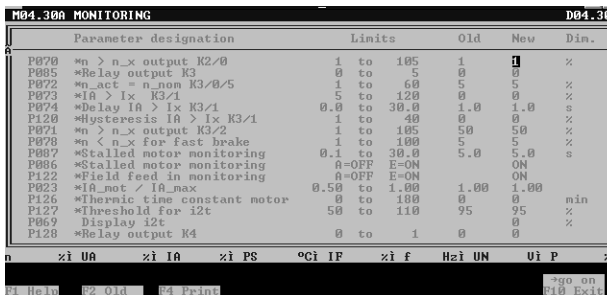 M04.30A MONITORING D04.30
Parameter designation Limits Old New Dim.
A
P070 *n > n_x output K2/0 1 to 105 1 1 %
P085 *Relay output K3 0 to 5 0 0
P072 *n_act = n_nom K3/0/5 1 to 60 5 5 %
P073 *IA > Ix K3/1 5 to 120 0 0 %
P074 *Delay IA > Ix K3/1 0.0 to 30.0 1.0 1.0 s
P120 *Hysteresis IA > Ix K3/1 1 to 40 0 0 %
P071 *n > n_x output K3/2 1 to 105 50 50 %
P078 *n < n_x for fast brake 1 to 100 5 5 %
P087 *Stalled motor monitoring 0.1 to 30.0 5.0 5.0 s
P086 *Stalled motor monitoring A=OFF E=ON ON
P122 *Field feed in monitoring A=OFF E=ON ON
P023 *IA_mot / IA_max 0.50 to 1.00 1.00 1.00
P126 *Thermic time constant motor 0 to 180 0 0 min
P127 *Threshold for i2t 50 to 110 95 95 %
P069 Display i2t 0 %
P128 *Relay output K4 0 to 1 0 0
n %ì UA %ì IA %ì PS ºCì IF %ì f Hzì UN Vì P
→go on
F1 Help F2 Old F4 Print F10 Exit